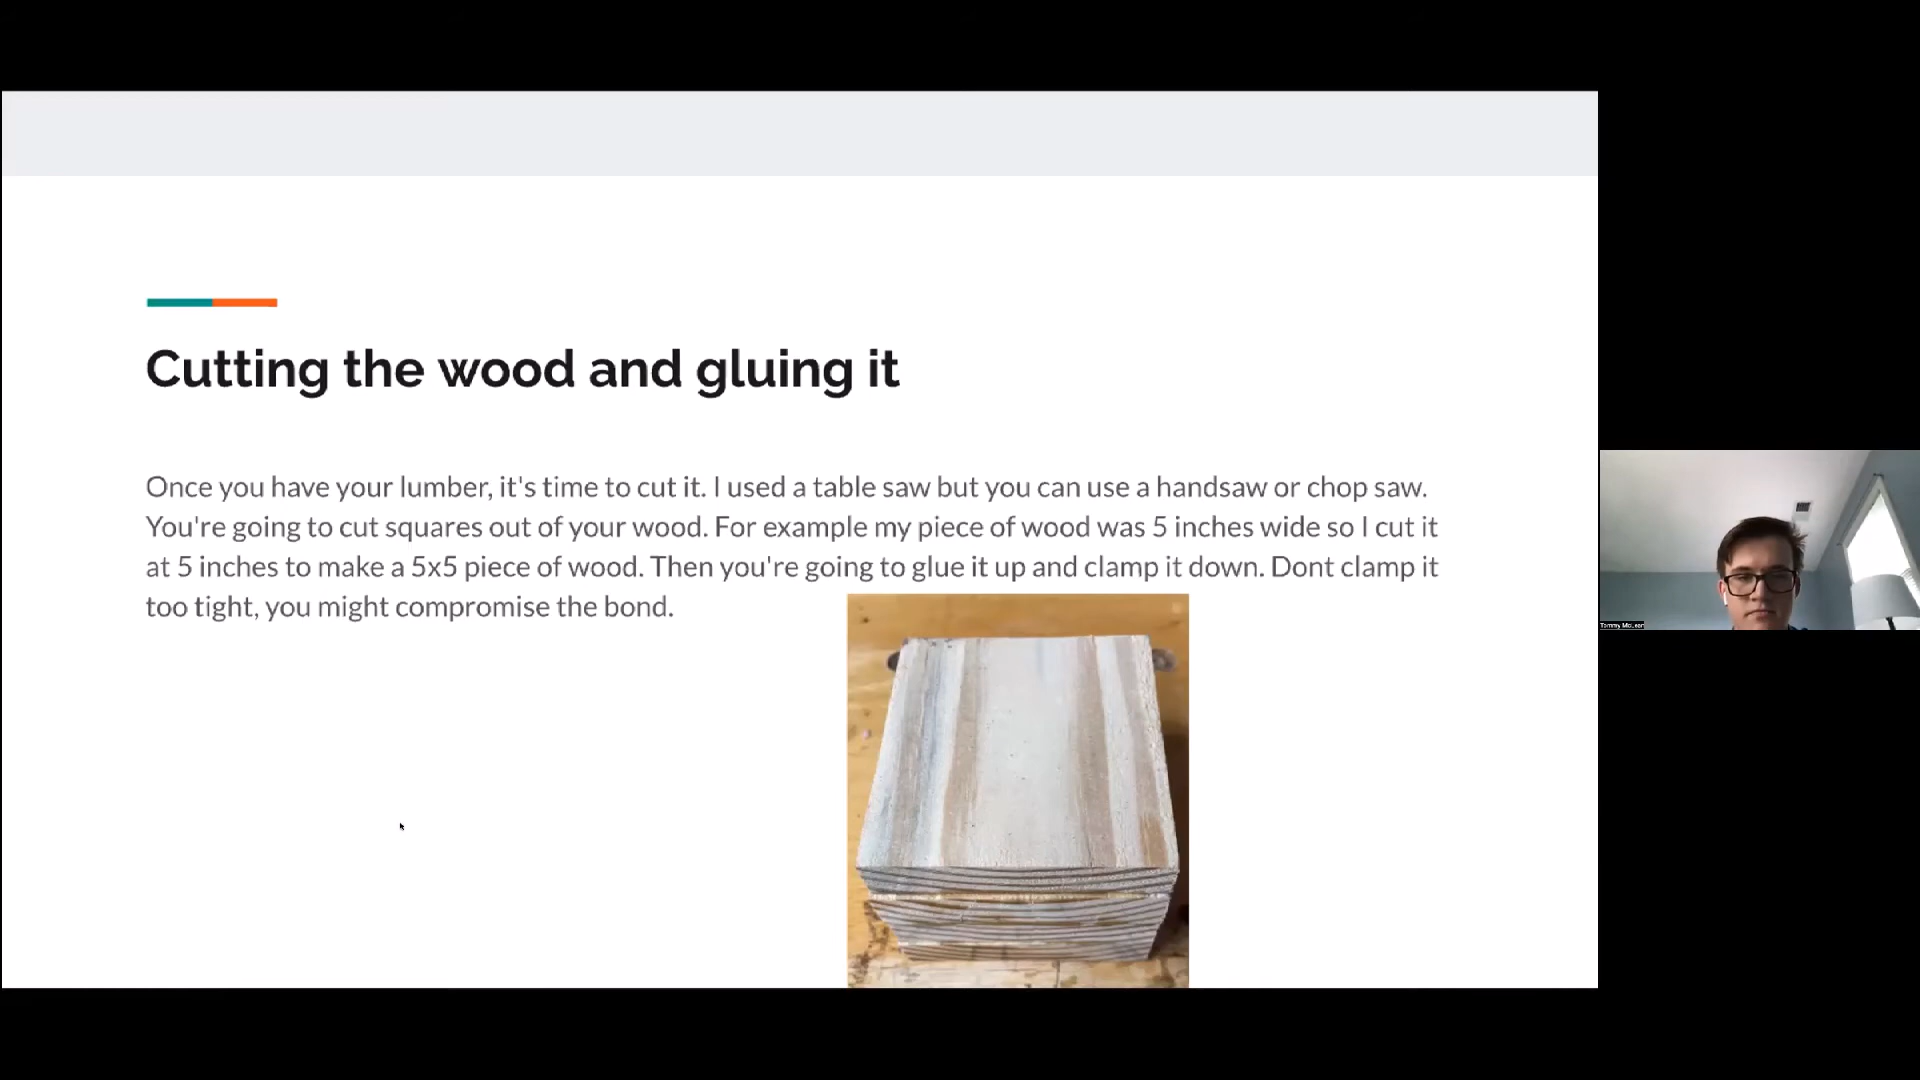 Cutting the wood and gluing it
Once you have your lumber, it's time to cut it. I used a table saw but you can use a handsaw or chop saw.
You're going to cut squares out of your wood. For example my piece of wood was 5 inches wide so I cut it
at 5 inches to make a 5x5 piece of wood. Then you're going to glue it up and clamp it down. Dont clamp it
too tight, you might compromise the bond.
Tommy McLean